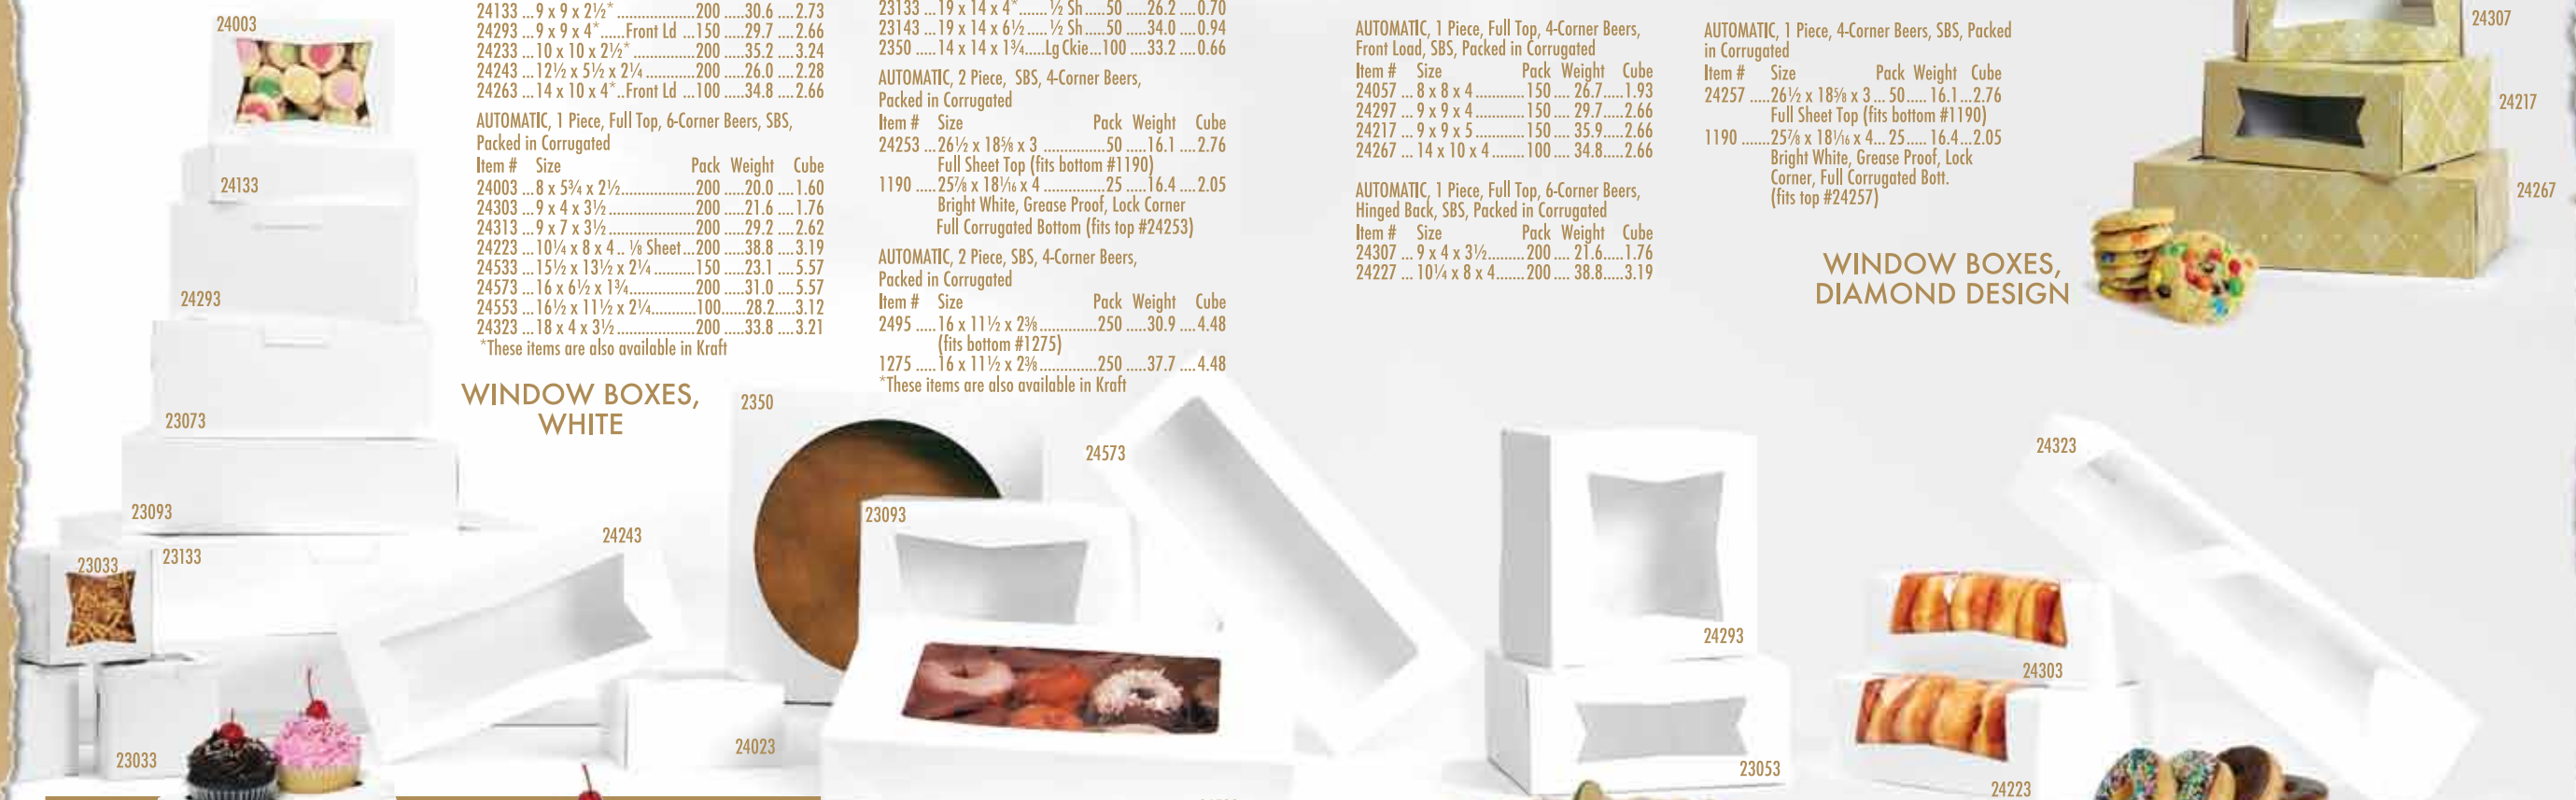 24133 ...9 x 9 x 2½* ..................200 .....30.6 ....2.73
24293 ...9 x 9 x 4*......Front Ld ...150 .....29.7 ....2.66
24233 ...10 x 10 x 2½* ...............200 .....35.2 ....3.24
24243 ...12½ x 5½ x 2¼ ............200 .....26.0 ....2.28
24263 ...14 x 10 x 4*..Front Ld ...100 .....34.8 ....2.66
AUTOMATIC, 1 Piece, Full Top, 6-Corner Beers, SBS,
Packed in Corrugated
Item # Size Pack Weight Cube
24003 ...8 x 5¾ x 2½..................200 .....20.0 ....1.60
24303 ...9 x 4 x 3½ ....................200 .....21.6 ....1.76
24313 ...9 x 7 x 3½ ....................200 .....29.2 ....2.62
24223 ...10¼ x 8 x 4 .. ⅛ Sheet...200 .....38.8 ....3.19
24533 ...15½ x 13½ x 2¼ ..........150 .....23.1 ....5.57
24573 ...16 x 6½ x 1¾................200 .....31.0 ....5.57
24553 ...16½ x 11½ x 2¼...........100......28.2.....3.12
24323 ...18 x 4 x 3½ ..................200 .....33.8 ....3.21
*These items are also available in Kraft
WINDOW BOXES,
WHITE
23133 ...19 x 14 x 4*....... ½ Sh.....50 .....26.2 ....0.70
23143 ...19 x 14 x 6½ ..... ½ Sh.....50 .....34.0 ....0.94
2350 .....14 x 14 x 1¾.....Lg Ckie...100 .....33.2 ....0.66
AUTOMATIC, 2 Piece, SBS, 4-Corner Beers,
Packed in Corrugated
Item # Size Pack Weight Cube
24253 ...26½ x 18⅝ x 3 ...............50 .....16.1 ....2.76
Full Sheet Top (fits bottom #1190)
1190 .....25⅞ x 18¹⁄₁₆ x 4 ...............25 .....16.4 ....2.05
Bright White, Grease Proof, Lock Corner
Full Corrugated Bottom (fits top #24253)
AUTOMATIC, 2 Piece, SBS, 4-Corner Beers,
Packed in Corrugated
Item # Size Pack Weight Cube
2495 .....16 x 11½ x 2⅜..............250 .....30.9 ....4.48
(fits bottom #1275)
1275 .....16 x 11½ x 2⅜..............250 .....37.7 ....4.48
*These items are also available in Kraft
AUTOMATIC, 1 Piece, Full Top, 4-Corner Beers,
Front Load, SBS, Packed in Corrugated
Item # Size Pack Weight Cube
24057 ... 8 x 8 x 4............150 .... 26.7.....1.93
24297 ... 9 x 9 x 4............150 .... 29.7.....2.66
24217 ... 9 x 9 x 5............150 .... 35.9.....2.66
24267 ... 14 x 10 x 4........100 .... 34.8.....2.66
AUTOMATIC, 1 Piece, Full Top, 6-Corner Beers,
Hinged Back, SBS, Packed in Corrugated
Item # Size Pack Weight Cube
24307 ... 9 x 4 x 3½.........200 .... 21.6.....1.76
24227 ... 10¼ x 8 x 4.......200 .... 38.8.....3.19
AUTOMATIC, 1 Piece, 4-Corner Beers, SBS, Packed
in Corrugated
Item # Size Pack Weight Cube
24257 .....26½ x 18⅝ x 3 ... 50..... 16.1...2.76
Full Sheet Top (fits bottom #1190)
1190 .......25⅞ x 18¹⁄₁₆ x 4... 25..... 16.4...2.05
Bright White, Grease Proof, Lock
Corner, Full Corrugated Bott.
(fits top #24257)
WINDOW BOXES,
DIAMOND DESIGN
24003
24133
24293
23073
23093
23033
23133
23033
24243
2350
24023
23093
24573
24293
23053
24323
24303
24223
24307
24217
24267